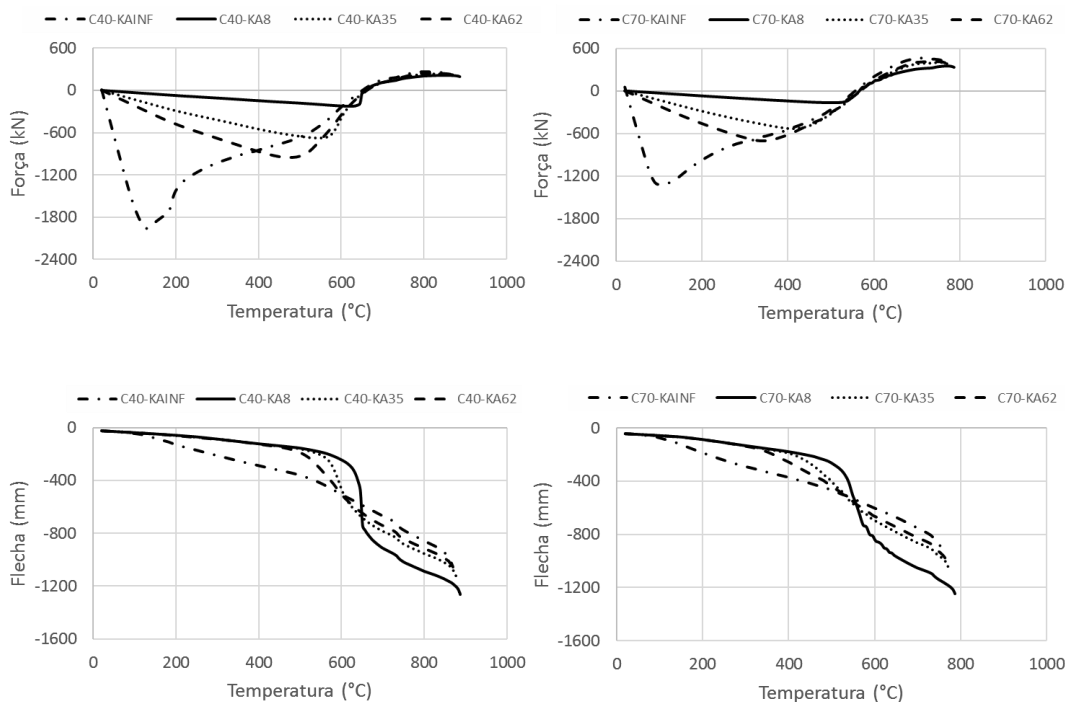 C40-KAINF C40-KA8 C40-KA35 C40-KA62
600
0
-600
-1200
-1800
-2400
Força (kN)
0 200 400 600 800 1000
Temperatura (°C)
C70-KAINF C70-KA8 C70-KA35 C70-KA62
600
0
-600
-1200
-1800
-2400
Força (kN)
0 200 400 600 800 1000
Temperatura (°C)
C40-KAINF C40-KA8 C40-KA35 C40-KA62
0
-400
-800
-1200
-1600
Flecha (mm)
0 200 400 600 800 1000
Temperatura (°C)
C70-KAINF C70-KA8 C70-KA35 C70-KA62
0
-400
-800
-1200
-1600
Flecha (mm)
0 200 400 600 800 1000
Temperatura (°C)